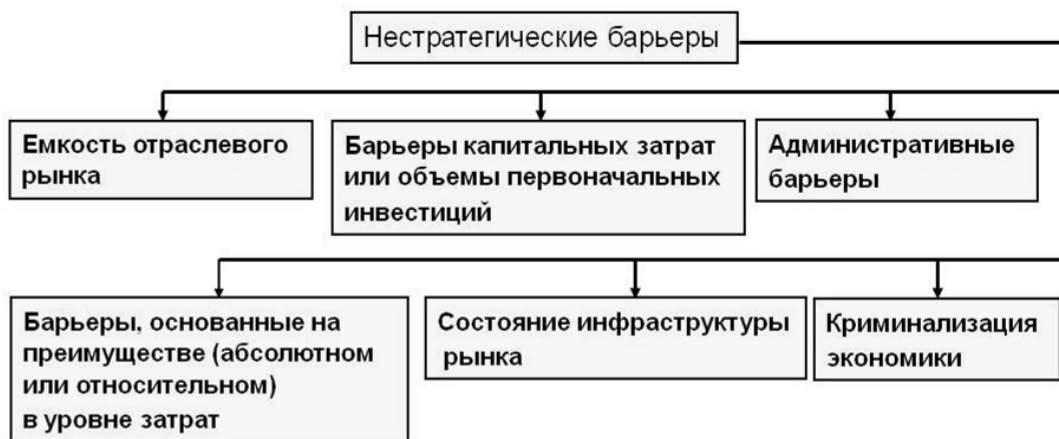 Нестратегические барьеры
Емкость отраслевого
рынка
Барьеры капитальных затрат
или объемы первоначальных
инвестиций
Административные
барьеры
Барьеры, основанные на
преимуществе (абсолютном
или относительном)
в уровне затрат
Состояние инфраструктуры
рынка
Криминализация
экономики